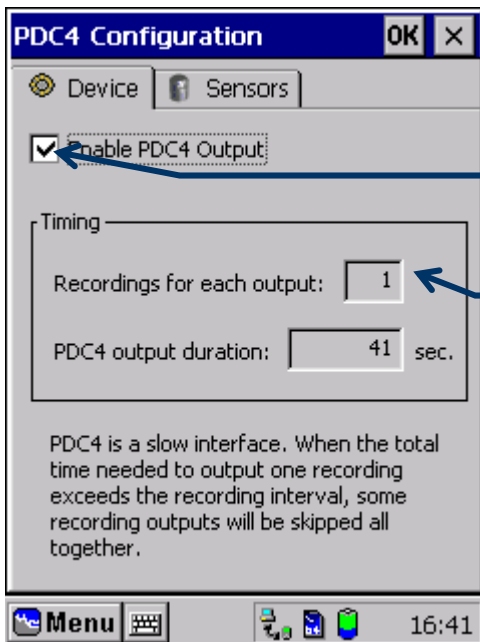 PDC4 Configuration OK ×
Device Sensors
Enable PDC4 Output
Timing
Recordings for each output: 1
PDC4 output duration: 41 sec.
PDC4 is a slow interface. When the total
time needed to output one recording
exceeds the recording interval, some
recording outputs will be skipped all
together.
Menu 16:41